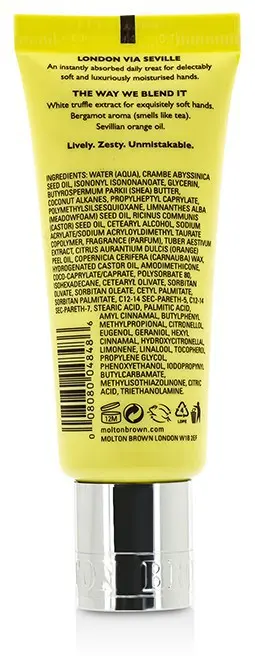 LONDON VIA SEVILLE
An instantly absorbed daily treat for delectably
soft and luxuriously moisturised hands.
THE WAY WE BLEND IT
White truffle extract for exquisitely soft hands.
Bergamot aroma (smells like tea).
Sevillian orange oil.
Lively. Zesty. Unmistakable.
INGREDIENTS: WATER (AQUA), CRAMBE ABYSSINICA
SEED OIL, ISONONYL ISONONANOATE, GLYCERIN,
BUTYROSPERMUM PARKII (SHEA) BUTTER,
COCONUT ALKANES, PROPYLHEPTYL CAPRYLATE,
POLYMETHYLSILSESQUIOXANE, LIMNANTHES ALBA
(MEADOWFOAM) SEED OIL, RICINUS COMMUNIS
(CASTOR) SEED OIL, CETEARYL ALCOHOL, SODIUM
ACRYLATE/SODIUM ACRYLOYLDIMETHYL TAURATE
COPOLYMER, FRAGRANCE (PARFUM), TUBER AESTIVUM
EXTRACT, CITRUS AURANTIUM DULCIS (ORANGE)
PEEL OIL, COPERNICIA CERIFERA (CARNAUBA) WAX,
HYDROGENATED CASTOR OIL, AMODIMETHICONE,
COCO-CAPRYLATE/CAPRATE, POLYSORBATE 80,
ISOHEXADECANE, CETEARYL OLIVATE, SORBITAN
OLIVATE, SORBITAN OLEATE, CETYL PALMITATE,
SORBITAN PALMITATE, C12-14 SEC-PARETH-5, C12-14
SEC-PARETH-7, STEARIC ACID, PALMITIC ACID,
AMYL CINNAMAL, BUTYLPHENYL
METHYLPROPIONAL, CITRONELLOL,
EUGENOL, GERANIOL, HEXYL
CINNAMAL, HYDROXYCITRONELLAL,
LIMONENE, LINALOOL, TOCOPHEROL,
PROPYLENE GLYCOL,
PHENOXYETHANOL, IODOPROPYNYL
BUTYLCARBAMATE,
METHYLISOTHIAZOLINONE, CITRIC
ACID, TRIETHANOLAMINE.
0 08080 04848 6
12M
LDPE
moltonbrown.com
MOLTON BROWN LONDON W1B 2EF